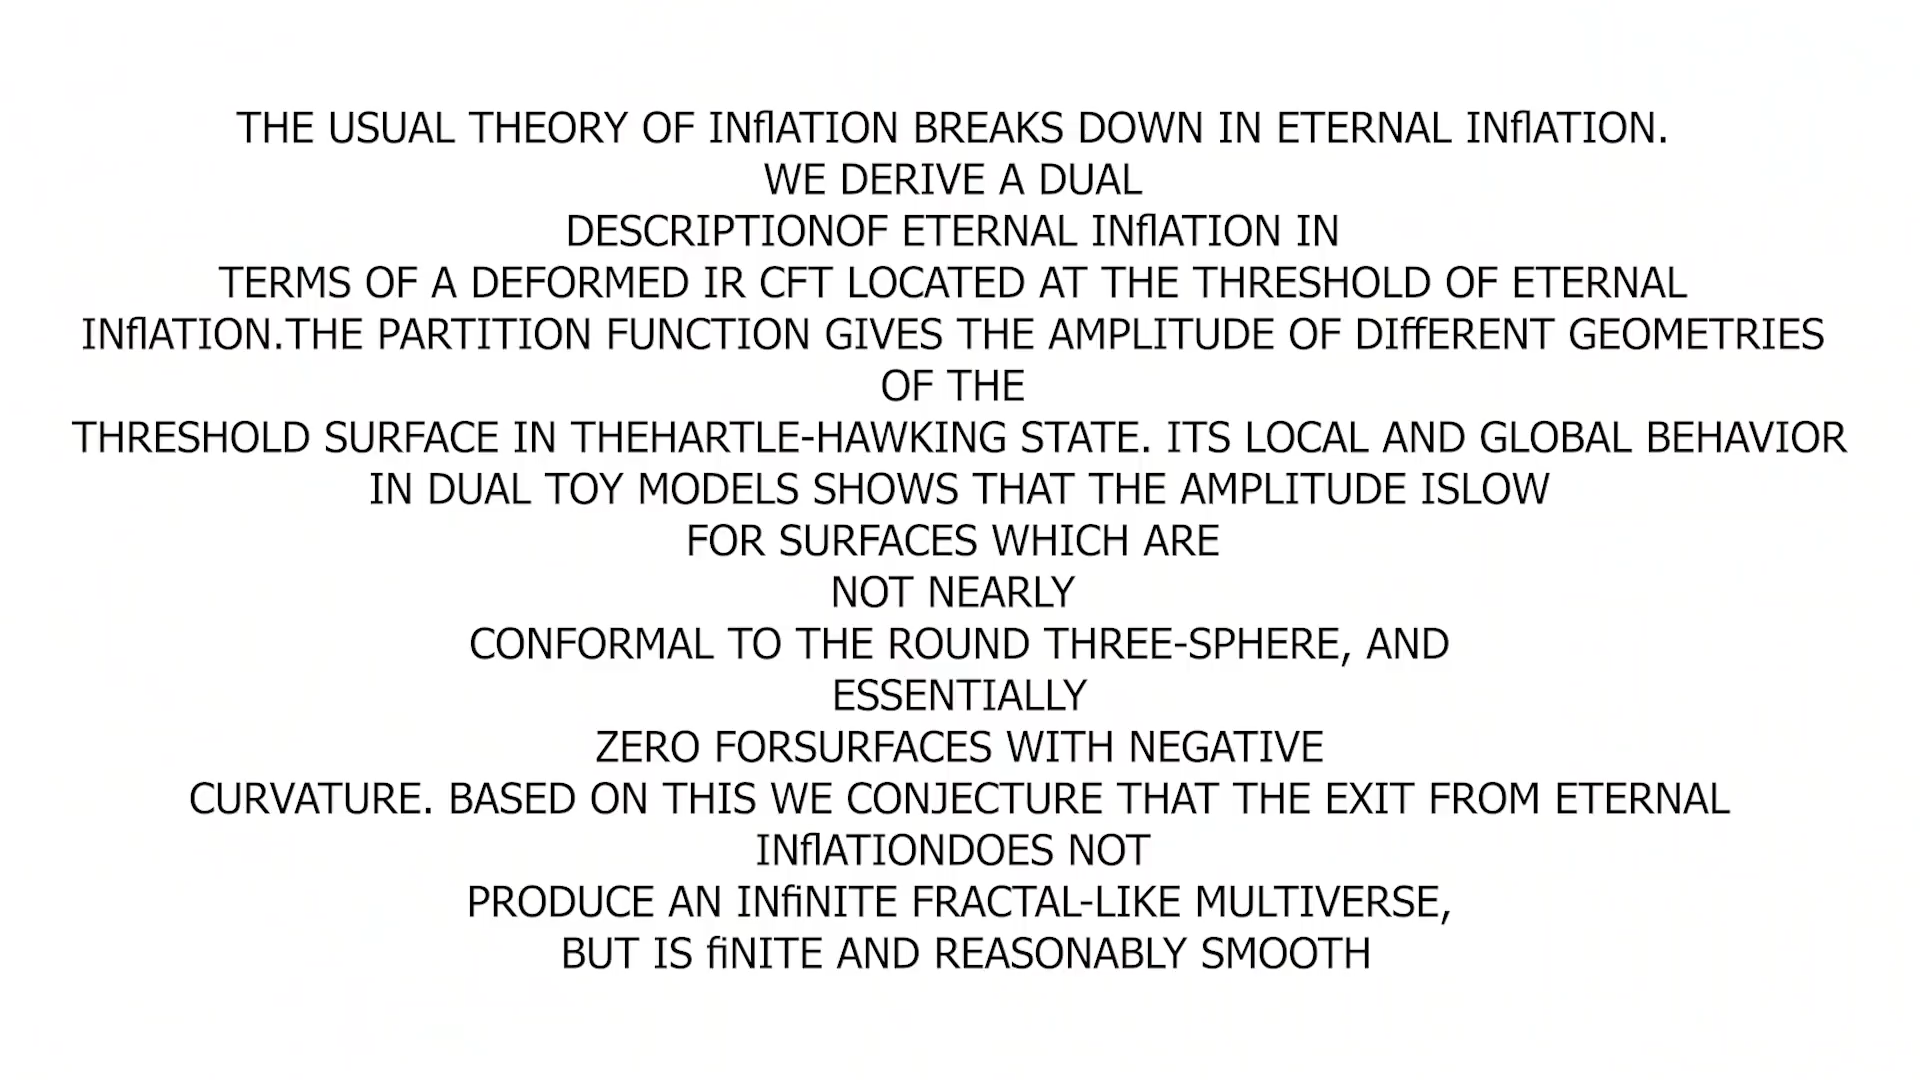 THE USUAL THEORY OF INflATION BREAKS DOWN IN ETERNAL INflATION.
WE DERIVE A DUAL
DESCRIPTIONOF ETERNAL INflATION IN
TERMS OF A DEFORMED IR CFT LOCATED AT THE THRESHOLD OF ETERNAL
INflATION.THE PARTITION FUNCTION GIVES THE AMPLITUDE OF DIffERENT GEOMETRIES
OF THE
THRESHOLD SURFACE IN THEHARTLE-HAWKING STATE. ITS LOCAL AND GLOBAL BEHAVIOR
IN DUAL TOY MODELS SHOWS THAT THE AMPLITUDE ISLOW
FOR SURFACES WHICH ARE
NOT NEARLY
CONFORMAL TO THE ROUND THREE-SPHERE, AND
ESSENTIALLY
ZERO FORSURFACES WITH NEGATIVE
CURVATURE. BASED ON THIS WE CONJECTURE THAT THE EXIT FROM ETERNAL
INflATIONDOES NOT
PRODUCE AN INfiNITE FRACTAL-LIKE MULTIVERSE,
BUT IS fiNITE AND REASONABLY SMOOTH